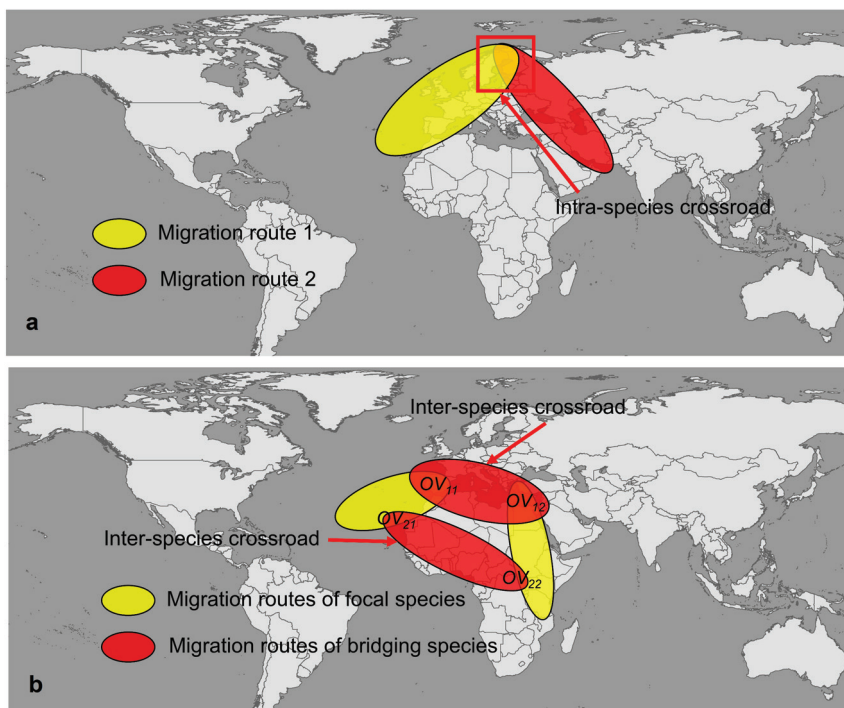 Intra-species crossroad
Migration route 1
Migration route 2
a
Inter-species crossroad
OV11
OV12
OV21
Inter-species crossroad
OV22
Migration routes of focal species
Migration routes of bridging species
b